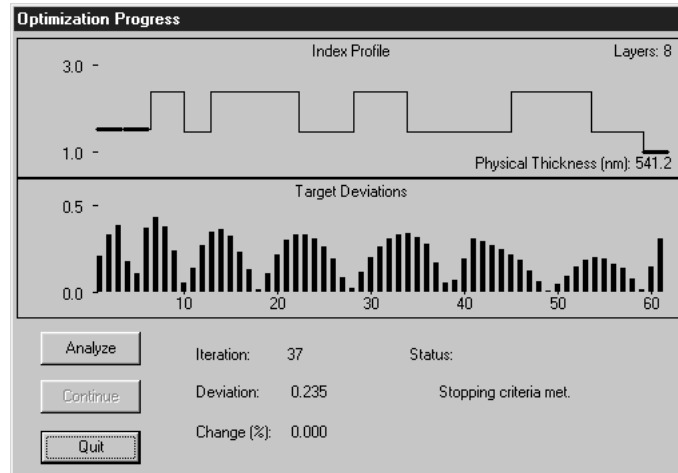 Optimization Progress
Index Profile
Layers: 8
3.0
1.0
Physical Thickness (nm): 541.2
Target Deviations
0.5
0.0
10 20 30 40 50 60
Analyze
Iteration: 37 Status:
Continue
Deviation: 0.235 Stopping criteria met.
Change (%): 0.000
Quit